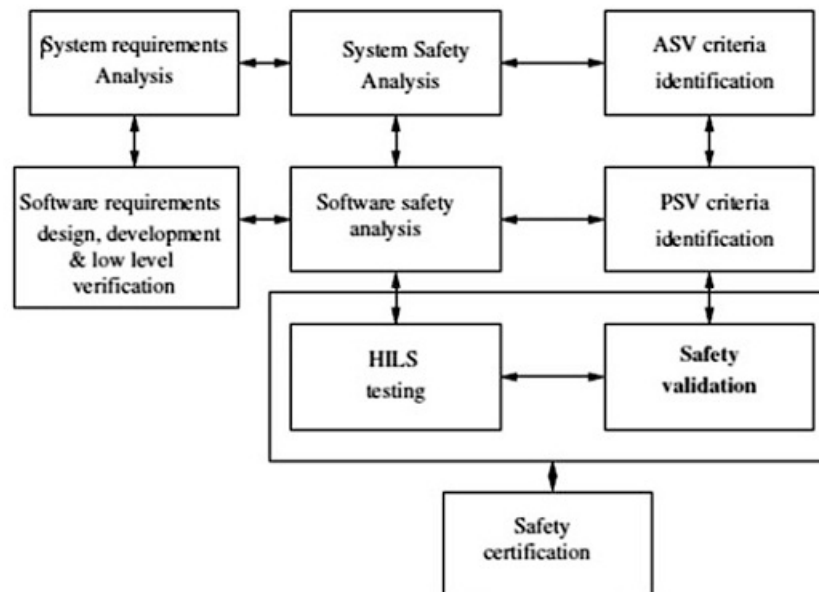 System requirements
Analysis
System Safety
Analysis
ASV criteria
identification
Software requirements
design, development
& low level
verification
Software safety
analysis
PSV criteria
identification
HILS
testing
Safety
validation
Safety
certification